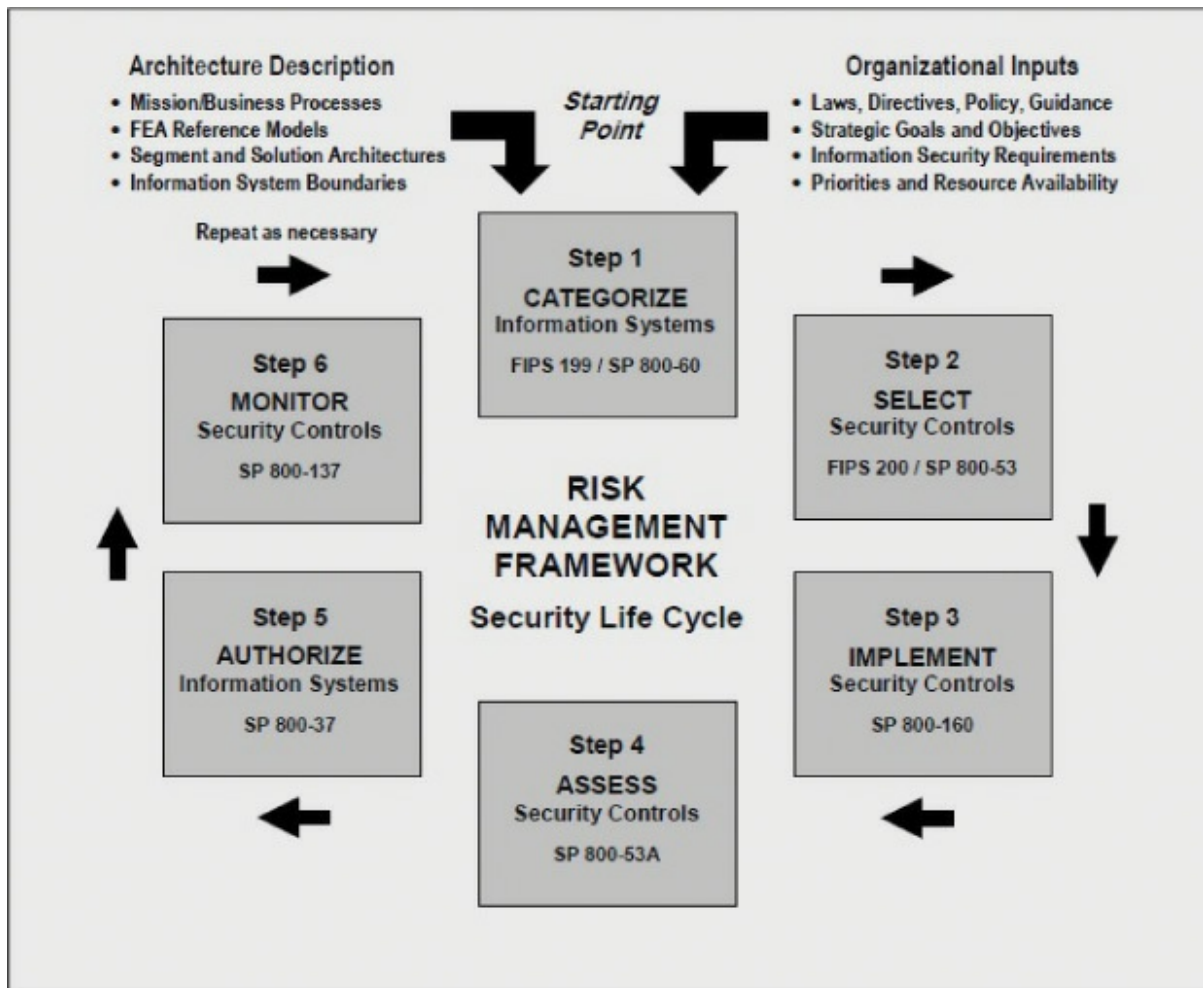 Architecture Description
• Mission/Business Processes
• FEA Reference Models
• Segment and Solution Architectures
• Information System Boundaries
Starting
Point
Organizational Inputs
• Laws, Directives, Policy, Guidance
• Strategic Goals and Objectives
• Information Security Requirements
• Priorities and Resource Availability
Repeat as necessary
Step 1
CATEGORIZE
Information Systems
FIPS 199 / SP 800-60
Step 2
SELECT
Security Controls
FIPS 200 / SP 800-53
Step 3
IMPLEMENT
Security Controls
SP 800-160
Step 4
ASSESS
Security Controls
SP 800-53A
Step 5
AUTHORIZE
Information Systems
SP 800-37
Step 6
MONITOR
Security Controls
SP 800-137
RISK
MANAGEMENT
FRAMEWORK
Security Life Cycle